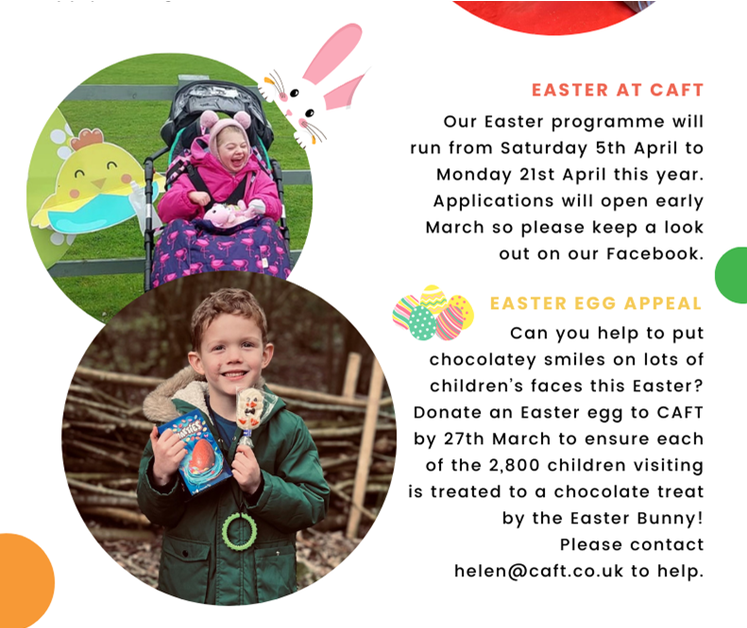 EASTER AT CAFT
Our Easter programme will
run from Saturday 5th April to
Monday 21st April this year.
Applications will open early
March so please keep a look
out on our Facebook.
EASTER EGG APPEAL
Can you help to put
chocolatey smiles on lots of
children's faces this Easter?
Donate an Easter egg to CAFT
by 27th March to ensure each
of the 2,800 children visiting
is treated to a chocolate treat
by the Easter Bunny!
Please contact
helen@caft.co.uk to help.